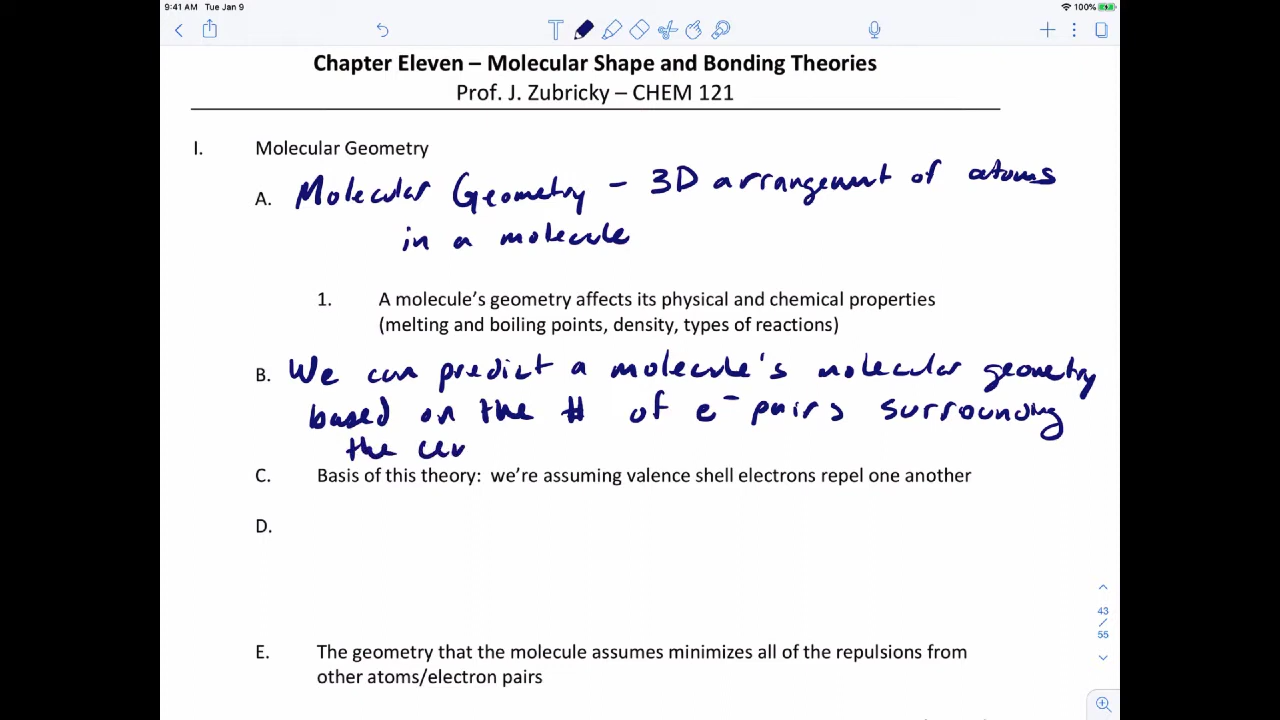 9:41 AM Tue Jan 9 100%
Chapter Eleven – Molecular Shape and Bonding Theories
Prof. J. Zubricky – CHEM 121
I. Molecular Geometry
A. Molecular Geometry – 3D arrangement of atoms
in a molecule
1. A molecule’s geometry affects its physical and chemical properties
(melting and boiling points, density, types of reactions)
B. We can predict a molecule's molecular geometry
based on the # of e⁻ pairs surrounding
the cen
C. Basis of this theory: we’re assuming valence shell electrons repel one another
D.
E. The geometry that the molecule assumes minimizes all of the repulsions from
other atoms/electron pairs
43
/
55